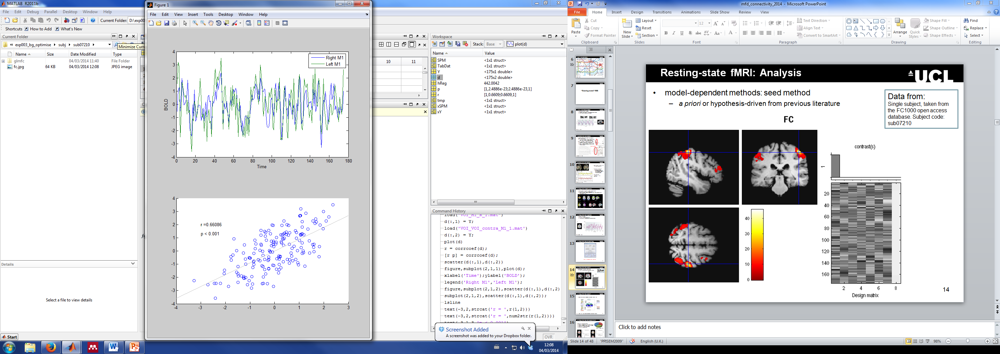 MATLAB R2011b
File Edit Debug Parallel Desktop Window Help
Current Folder: D:\exp00
Shortcuts How to Add What's New
Current Folder
« exp003_bg_optimise subj sub07210
Minimize Curr
Name Size Date Modified Type
glmfc 04/03/2014 11:40 File Folder
fc.jpg 64 KB 04/03/2014 12:08 JPEG image
Details
Select a file to view details
Start
Figure 1
File Edit View Insert Tools Desktop Window Help
Right M1
Left M1
4
3
2
1
0
-1
-2
-3
-4
BOLD
0 20 40 60 80 100 120 140 160 180
Time
4
3
2
1
0
-1
-2
-3
-4
r =0.66086
p < 0.001
-4 -3 -2 -1 0 1 2 3
10 11
Workspace
Stack: Base plot(d)
Name Value
SPM <1x1 struct>
TabDat <1x1 struct>
Y <175x1 double>
d <175x2 double>
hReg 442.0042
p [1,2.4886e-23;2.4886e-23,1]
r [1,0.6609;0.6609,1]
tmp <1x1 struct>
xSPM <1x1 struct>
xY <1x1 struct>
Command History
load('VOI_M1_R_1.mat')
d(:,1) = Y;
load('VOI_VOI_contra_M1_1.mat')
d(:,2) = Y;
plot(d)
r = corrcoef(d);
[r p] = corrcoef(d);
scatter(d(:,1),d(:,2))
figure,subplot(2,1,1),plot(d);
xlabel('Time');ylabel('BOLD');
legend('Right M1','Left M1');
figure,subplot(2,1,2),scatter(d(:,1),d(:,2)
subplot(2,1,2),scatter(d(:,1),d(:,2));
lsline
text(-3,2,strcat('r = ',r(1,2)))
text(-3,2,strcat('r = ',num2str(r(1,2))))
text(-3,1.3,'p < 0.001')
Screenshot Added
A screenshot was added to your Dropbox folder.
OVR
12:08
04/03/2014
mfd_connectivity_2014 - Microsoft PowerPoint
File Home Insert Design Transitions Animations Slide Show Review View
Paste
Cut
Copy
Format Painter
Clipboard
New Slide
Layout
Reset
Section
Slides
12
Font
Paragraph
Text Direction
Align Text
Convert to SmartArt
Arrange
Quick Styles
Shape Fill
Shape Outline
Shape Effects
Drawing
Find
Replace
Select
Editing
6
7
8
9
10
11
12
13
14
15
16
Resting-state fMRI: Analysis
UCL
• model-dependent methods: seed method
– a priori or hypothesis-driven from previous literature
Data from:
Single subject, taken from
the FC1000 open access
database. Subject code:
sub07210
FC
contrast(s)
1
40
30
20
10
0
20
40
60
80
100
120
140
160
2 4 6 8
Design matrix
14
Click to add notes
Slide 14 of 48 "PPISEM2009" English (U.K.) 98%